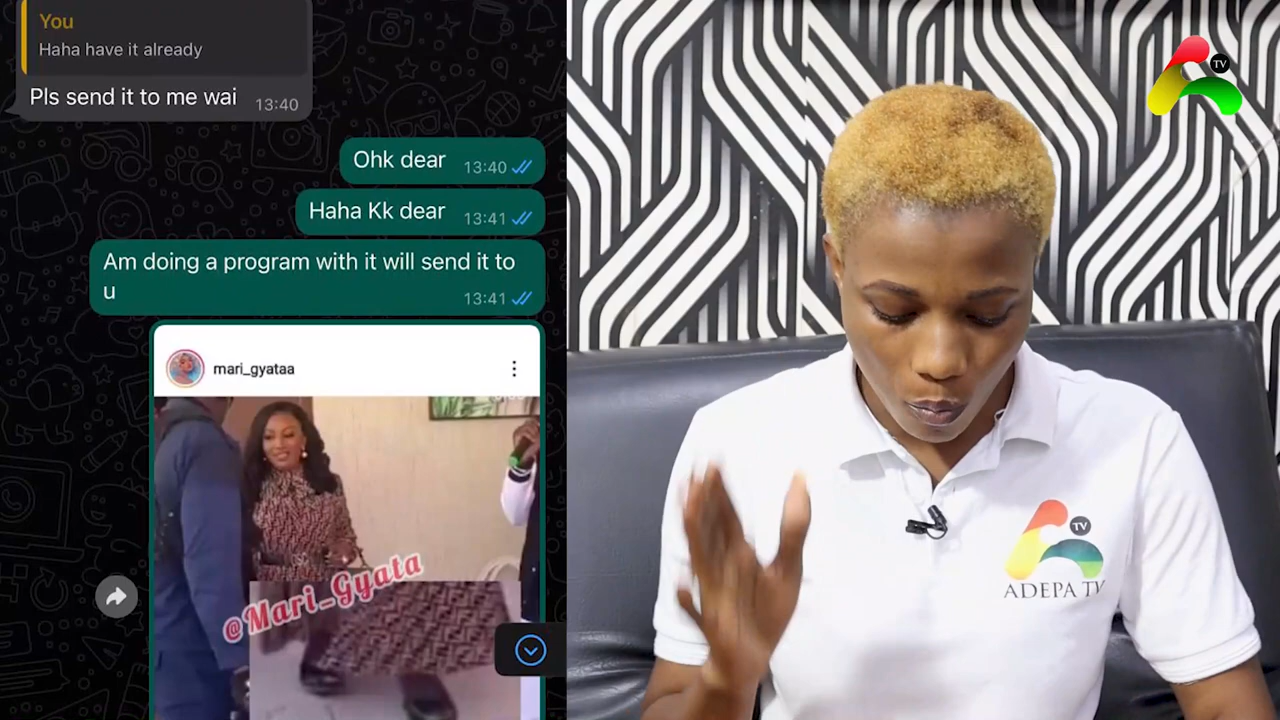 You
Haha have it already
Pls send it to me wai 13:40
Ohk dear 13:40
Haha Kk dear 13:41
Am doing a program with it will send it to
u 13:41
mari_gyataa
@Mari_Gyata
TV
TV
ADEPA TV